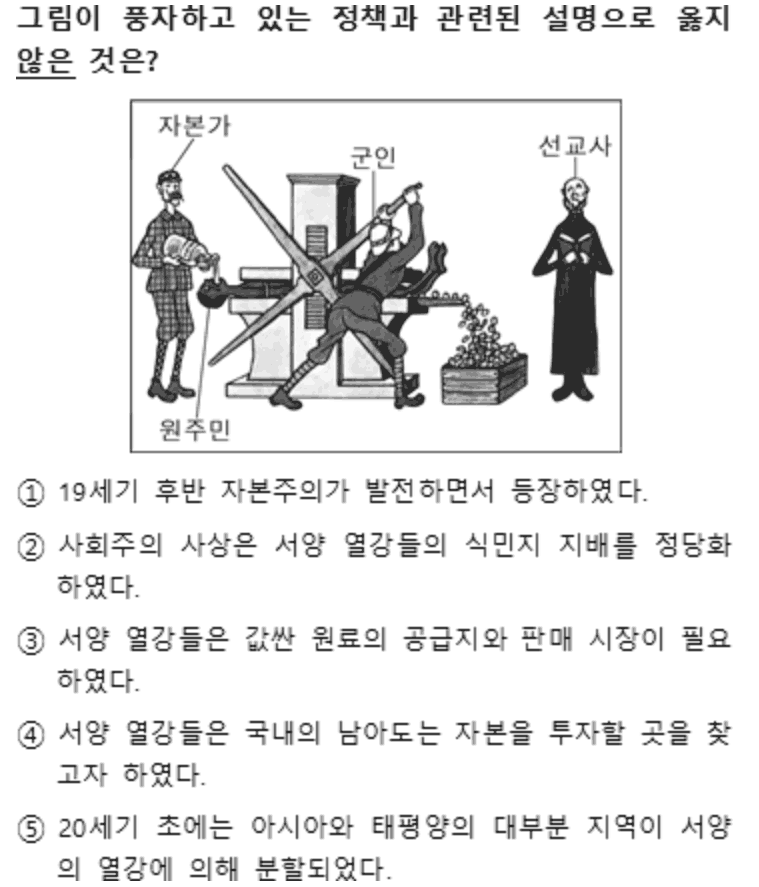 그림이 풍자하고 있는 정책과 관련된 설명으로 옳지
않은 것은?
자본가
군인
선교사
원주민
① 19세기 후반 자본주의가 발전하면서 등장하였다.
② 사회주의 사상은 서양 열강들의 식민지 지배를 정당화
하였다.
③ 서양 열강들은 값싼 원료의 공급지와 판매 시장이 필요
하였다.
④ 서양 열강들은 국내의 남아도는 자본을 투자할 곳을 찾
고자 하였다.
⑤ 20세기 초에는 아시아와 태평양의 대부분 지역이 서양
의 열강에 의해 분할되었다.